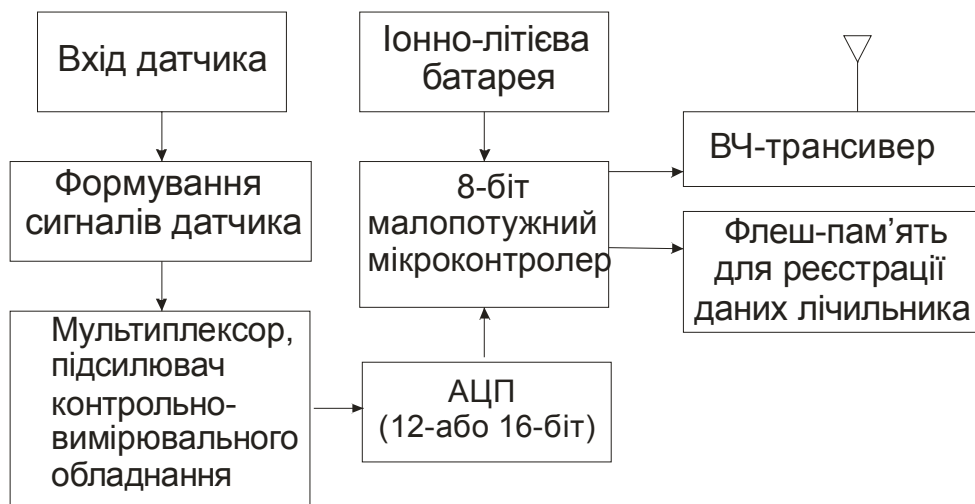 Вхід датчика
Іонно-літієва
батарея
ВЧ-трансивер
Формування
сигналів датчика
8-біт
малопотужний
мікроконтролер
Флеш-пам’ять
для реєстрації
даних лічильника
Мультиплексор,
підсилювач
контрольно-
вимірювального
обладнання
АЦП
(12-або 16-біт)